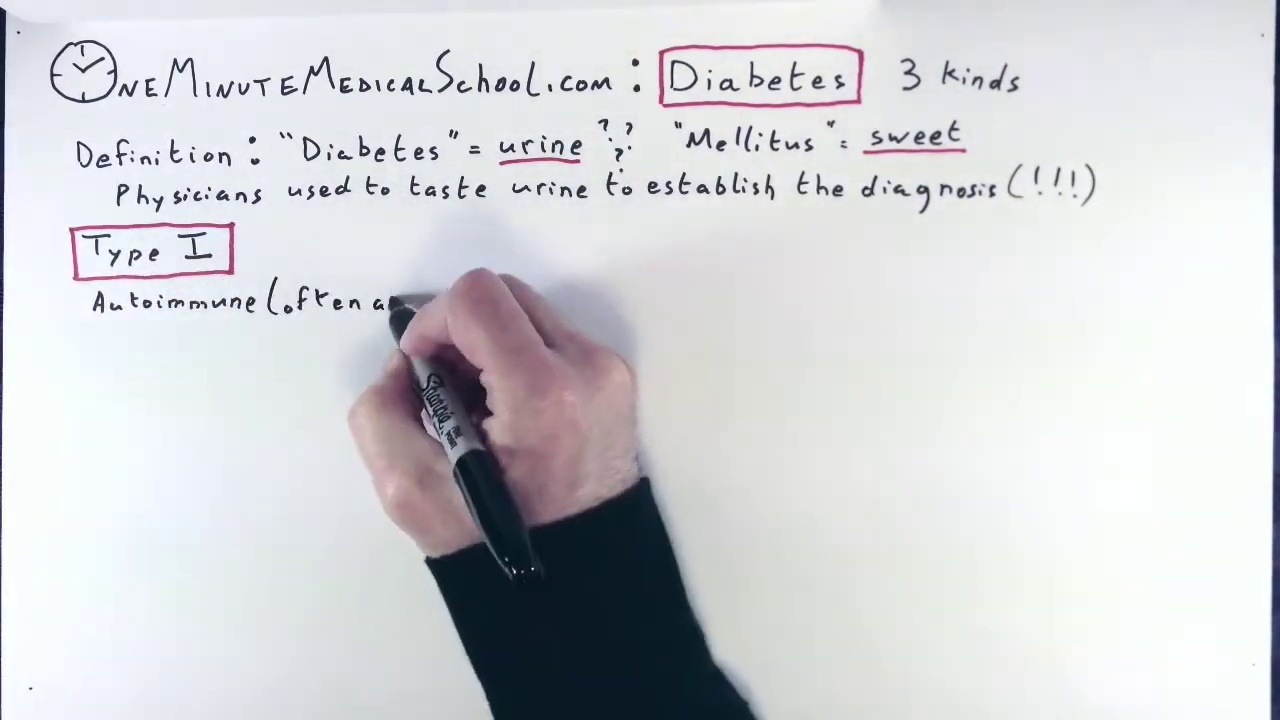 OneMinuteMedicalSchool.com : Diabetes 3 kinds
Definition : "Diabetes" = urine ??? "Mellitus" = sweet
Physicians used to taste urine to establish the diagnosis (!!!)
Type I
Autoimmune (often a
Sharpie